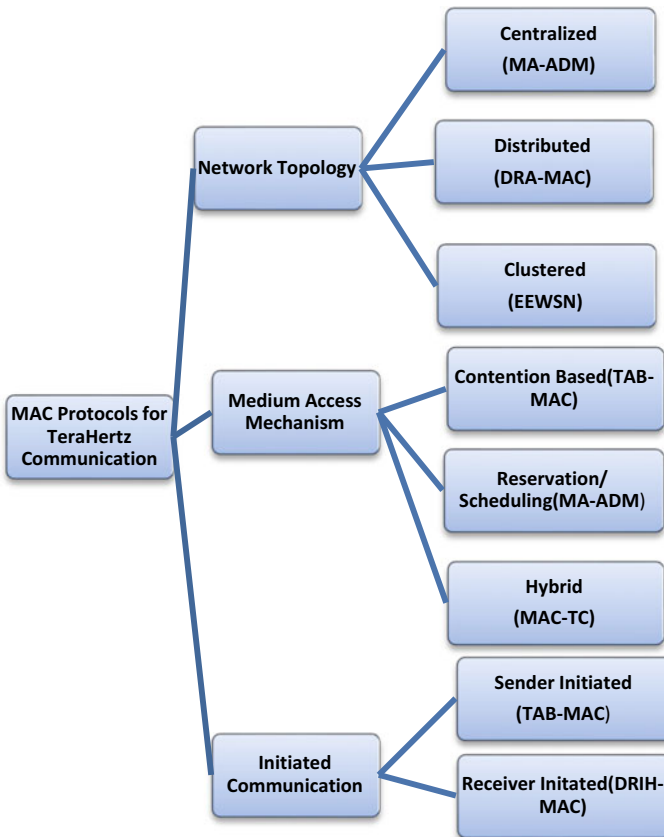 Centralized
(MA-ADM)
Network Topology
Distributed
(DRA-MAC)
Clustered
(EEWSN)
MAC Protocols for
TeraHertz
Communication
Medium Access
Mechanism
Contention Based(TAB-
MAC)
Reservation/
Scheduling(MA-ADM)
Hybrid
(MAC-TC)
Initiated
Communication
Sender Initiated
(TAB-MAC)
Receiver Initated(DRIH-
MAC)